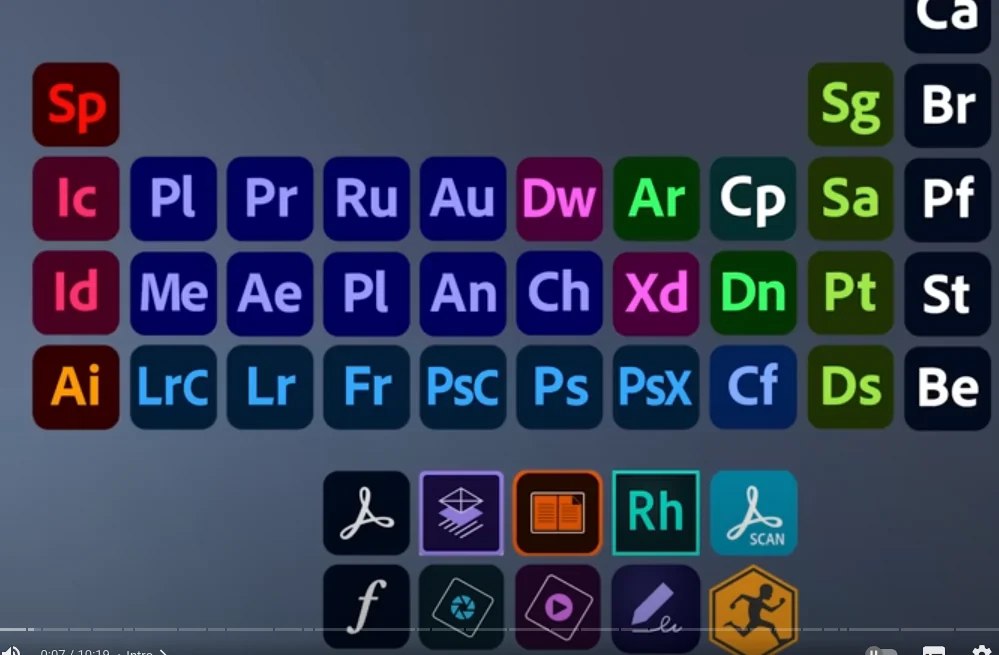 Ca
Sp Sg Br
Ic Pl Pr Ru Au Dw Ar Cp Sa Pf
Id Me Ae Pl An Ch Xd Dn Pt St
Ai LrC Lr Fr PsC Ps PsX Cf Ds Be
Rh SCAN
f
0:07 / 10:19 · Intro